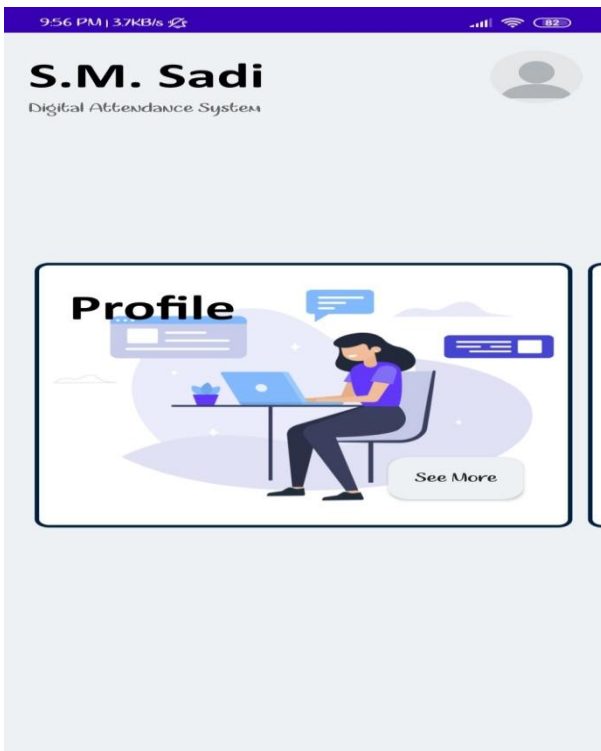 9:56 PM | 3.7KB/s 82
S.M. Sadi
Digital Attendance System
Profile
See More